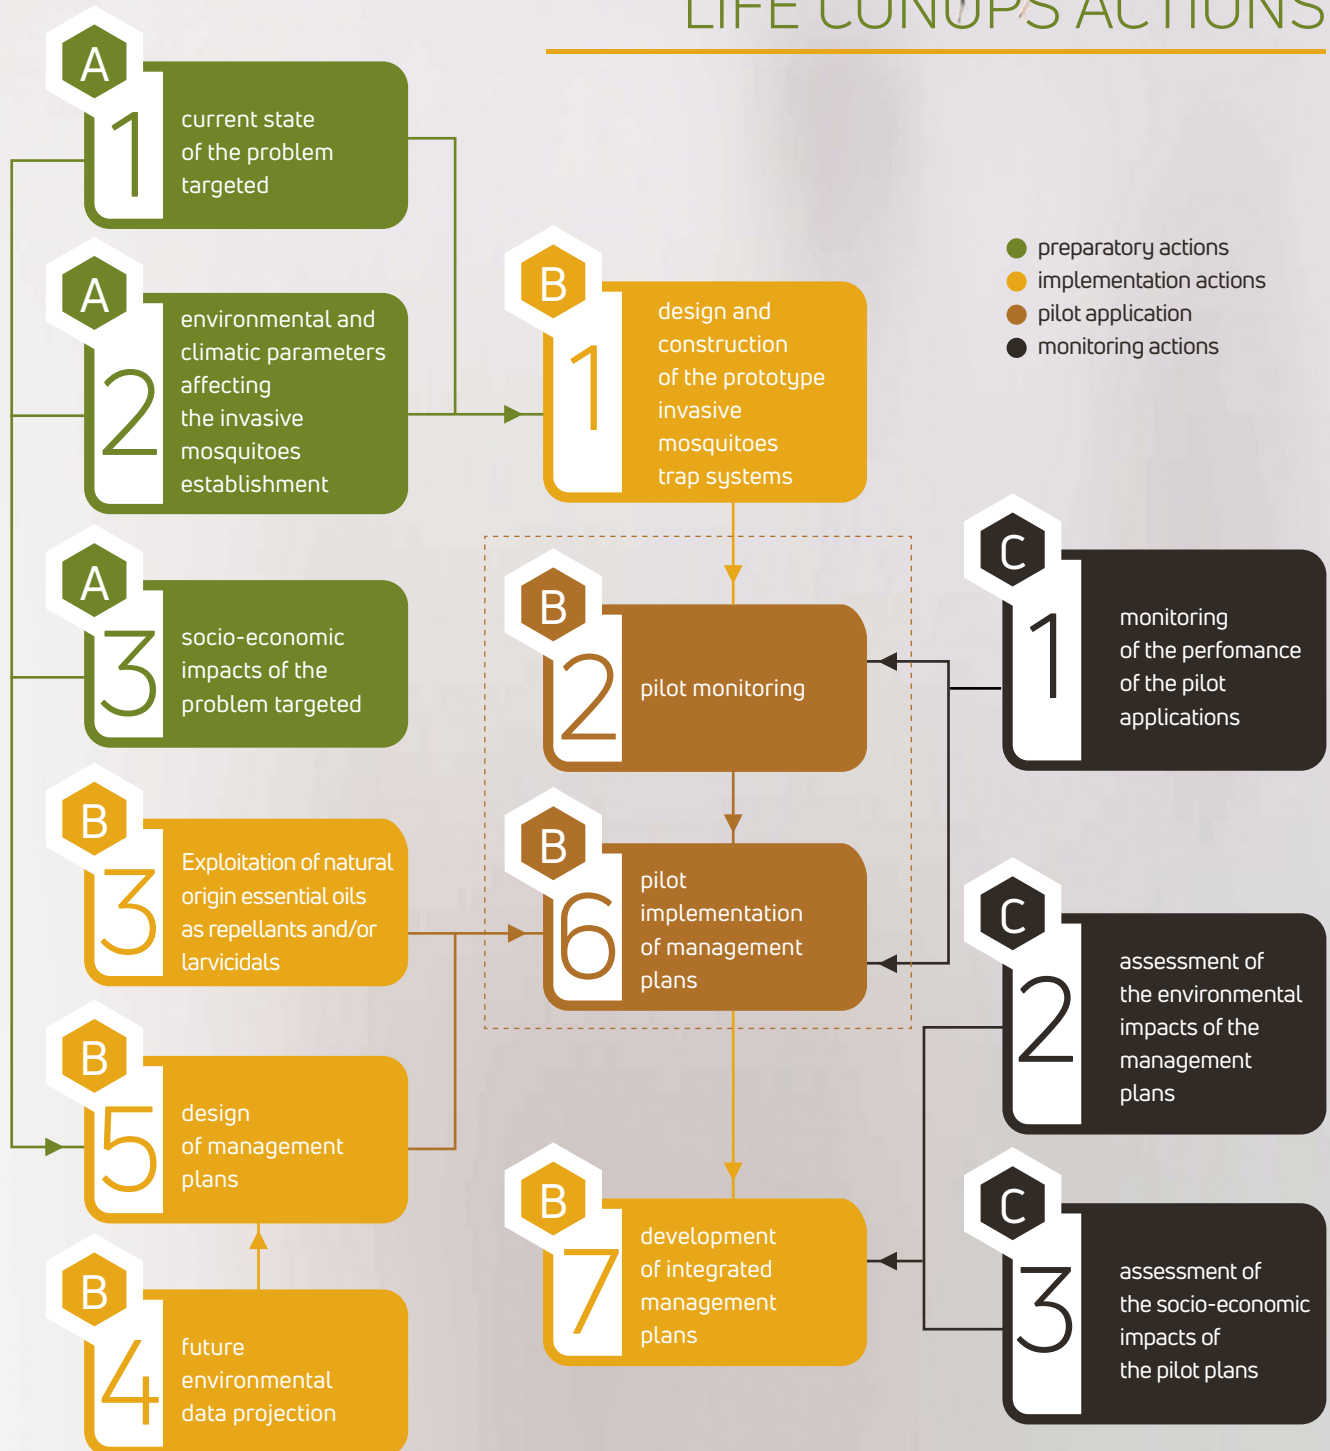 LIFE CONOPS ACTIONS
A
1
current state
of the problem
targeted
A
2
environmental and
climatic parameters
affecting
the invasive
mosquitoes
establishment
A
3
socio-economic
impacts of the
problem targeted
B
3
Exploitation of natural
origin essential oils
as repellants and/or
larvicidals
B
5
design
of management
plans
B
4
future
environmental
data projection
B
1
design and
construction
of the prototype
invasive
mosquitoes
trap systems
B
2
pilot monitoring
B
6
pilot
implementation
of management
plans
B
7
development
of integrated
management
plans
preparatory actions
implementation actions
pilot application
monitoring actions
C
1
monitoring
of the perfomance
of the pilot
applications
C
2
assessment of
the environmental
impacts of the
management
plans
C
3
assessment of
the socio-economic
impacts of
the pilot plans